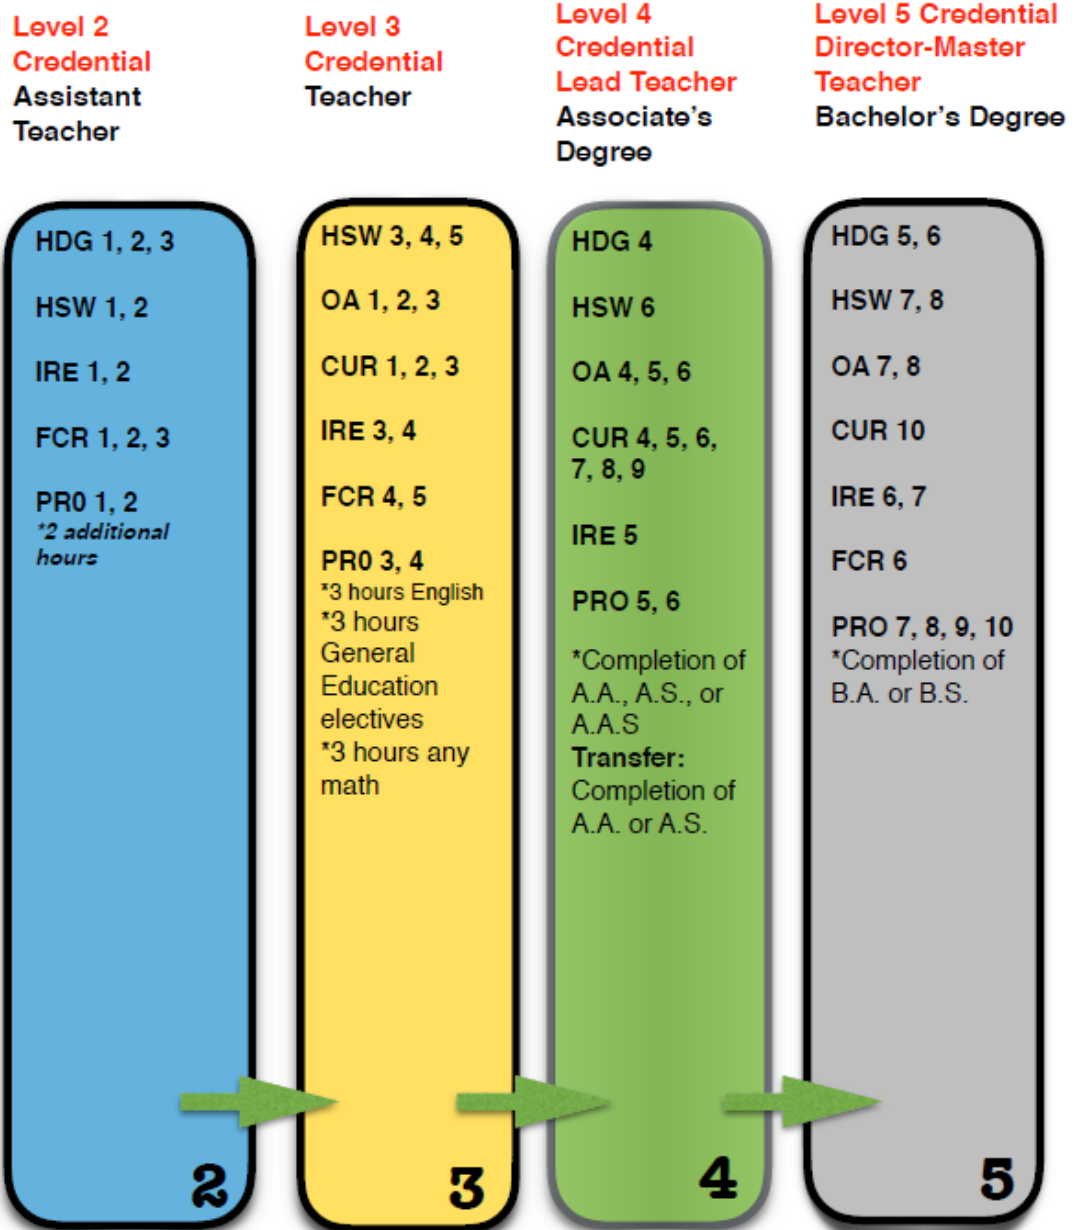 Level 2
Credential
Assistant
Teacher
HDG 1, 2, 3
HSW 1, 2
IRE 1, 2
FCR 1, 2, 3
PR0 1, 2
*2 additional
hours
2
Level 3
Credential
Teacher
HSW 3, 4, 5
OA 1, 2, 3
CUR 1, 2, 3
IRE 3, 4
FCR 4, 5
PR0 3, 4
*3 hours English
*3 hours
General
Education
electives
*3 hours any
math
3
Level 4
Credential
Lead Teacher
Associate's
Degree
HDG 4
HSW 6
OA 4, 5, 6
CUR 4, 5, 6,
7, 8, 9
IRE 5
PRO 5, 6
*Completion of
A.A., A.S., or
A.A.S
Transfer:
Completion of
A.A. or A.S.
4
Level 5 Credential
Director-Master
Teacher
Bachelor's Degree
HDG 5, 6
HSW 7, 8
OA 7, 8
CUR 10
IRE 6, 7
FCR 6
PRO 7, 8, 9, 10
*Completion of
B.A. or B.S.
5